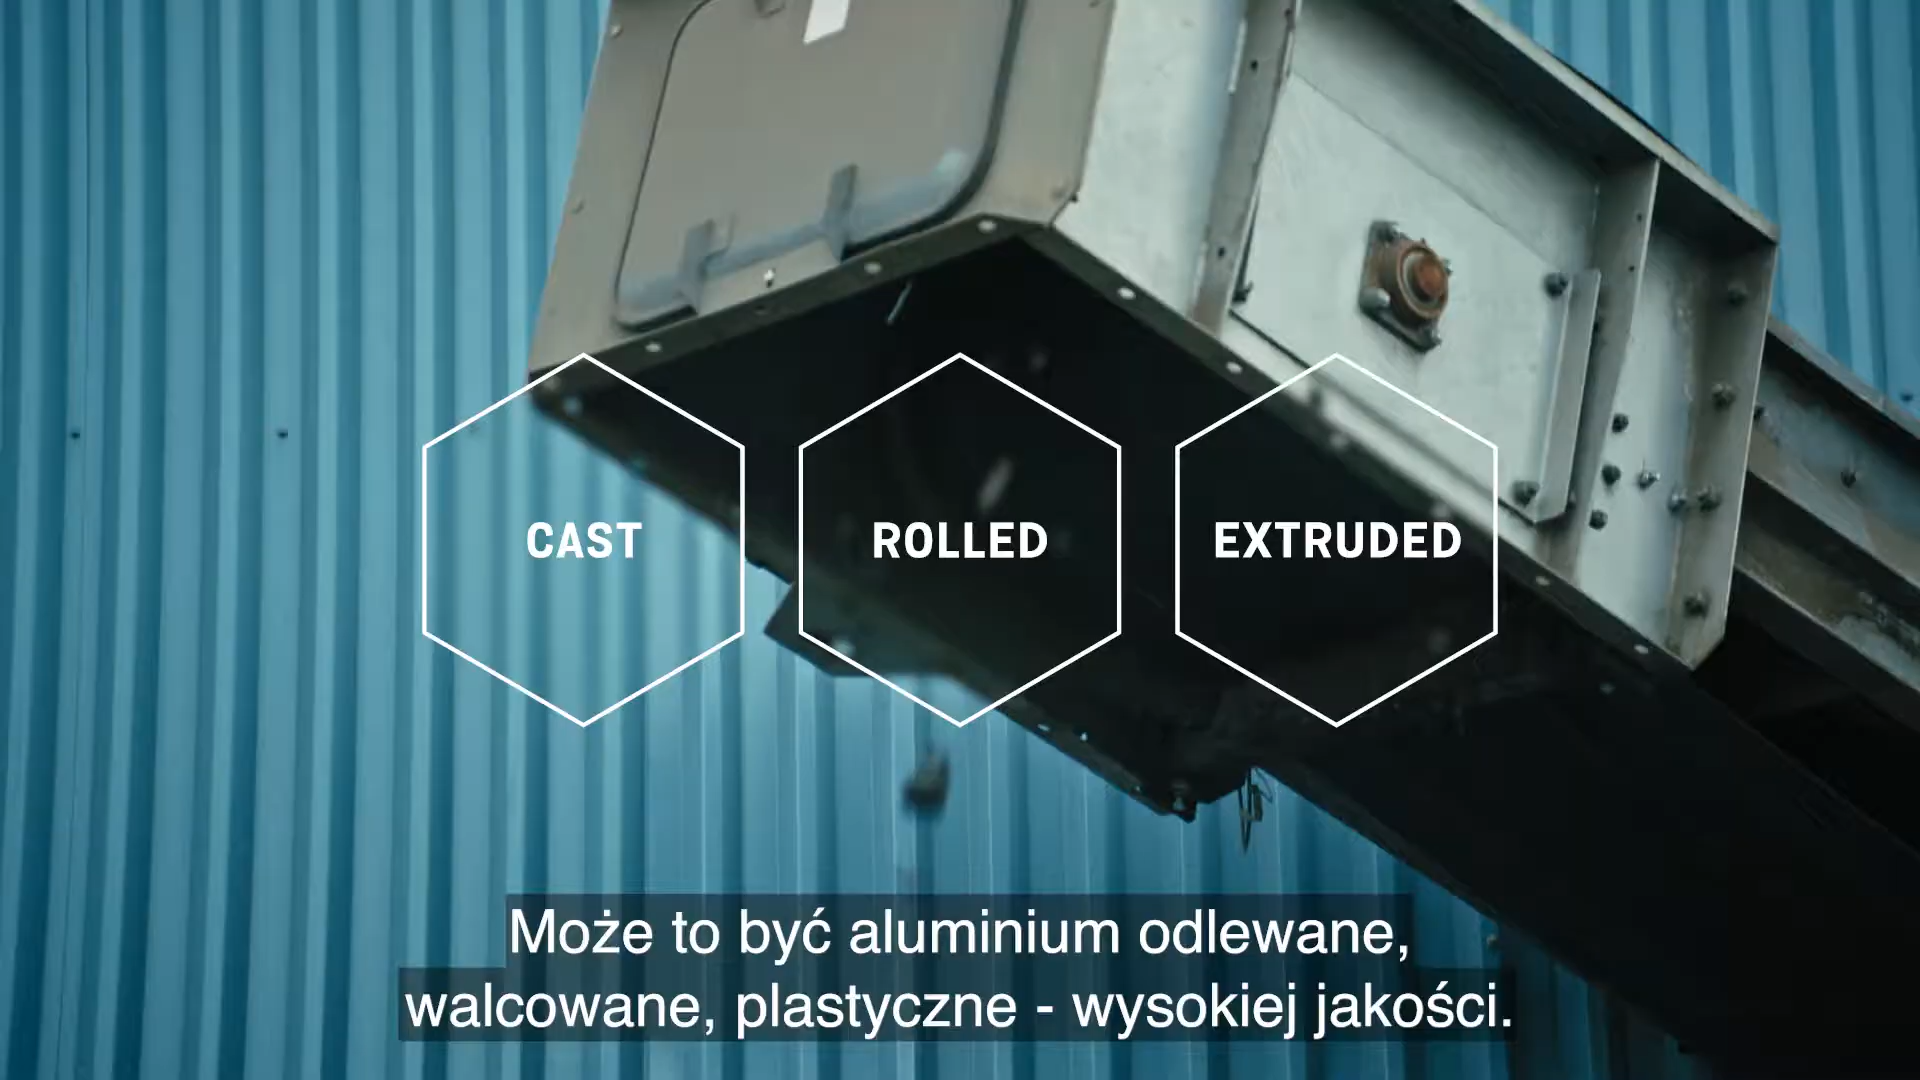 CAST
ROLLED
EXTRUDED
Może to być aluminium odlewane,
walcowane, plastyczne - wysokiej jakości.